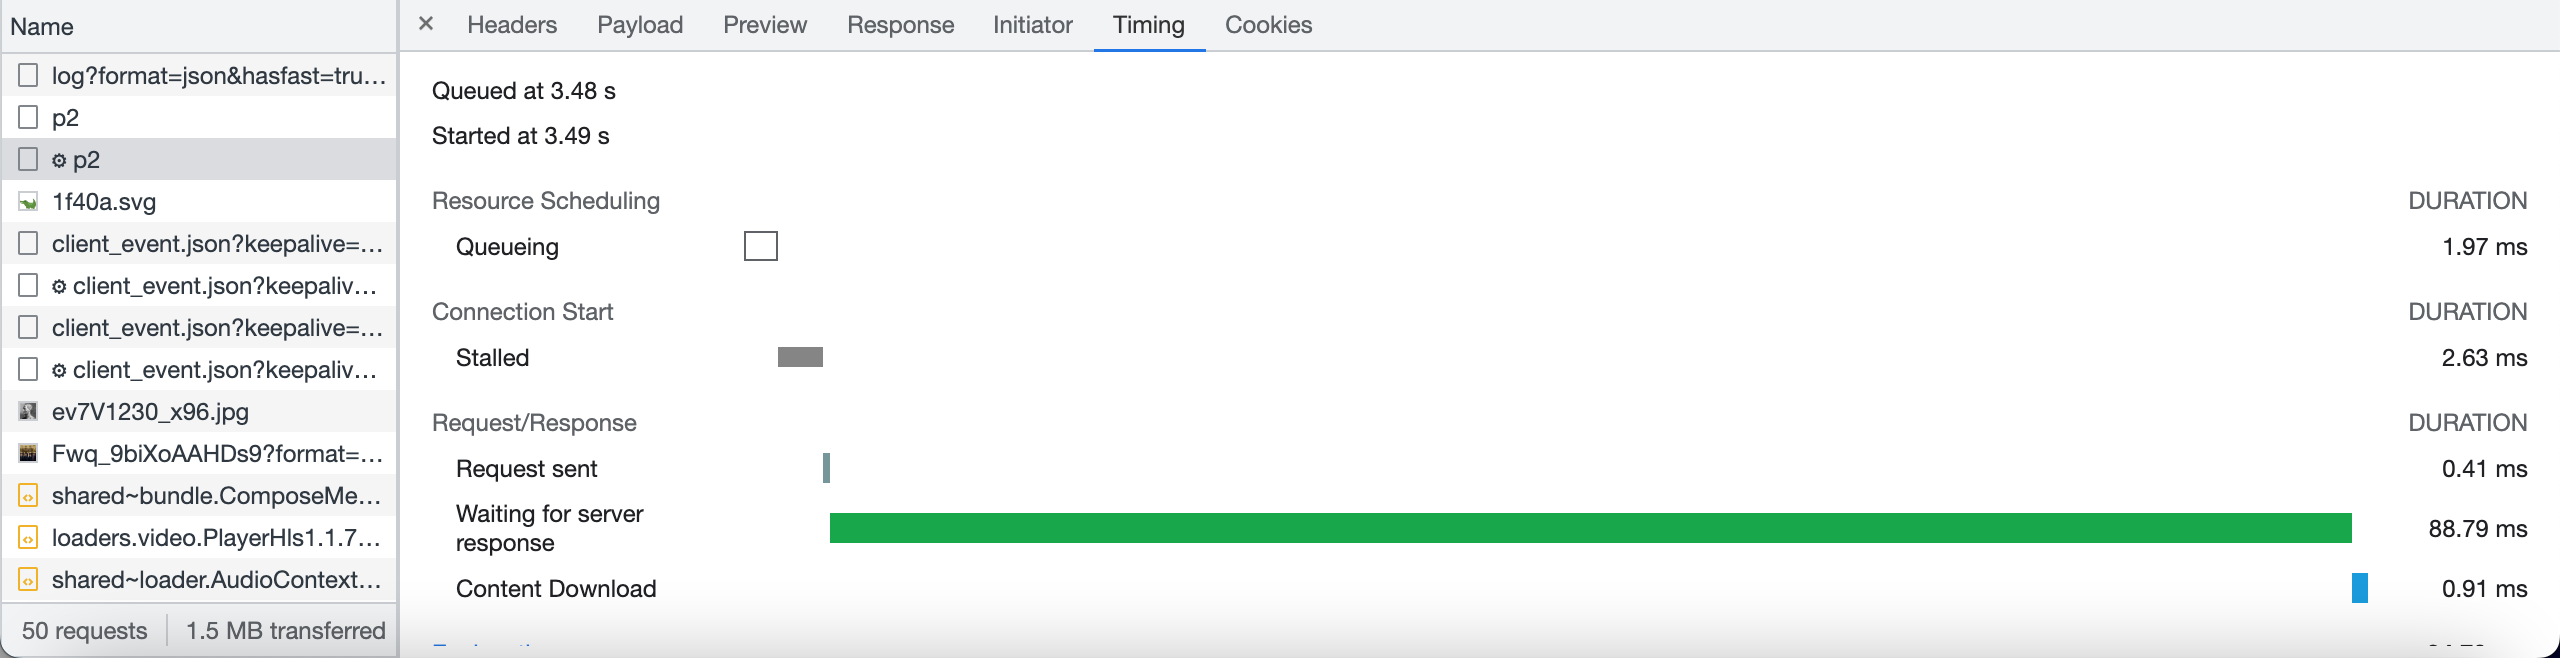 Name
log?format=json&hasfast=tru...
p2
p2
1f40a.svg
client_event.json?keepalive=...
client_event.json?keepaliv...
client_event.json?keepalive=...
client_event.json?keepaliv...
ev7V1230_x96.jpg
Fwq_9biXoAAHDs9?format=...
shared~bundle.ComposeMe...
loaders.video.PlayerHls1.1.7...
shared~loader.AudioContext...
50 requests 1.5 MB transferred
× Headers Payload Preview Response Initiator Timing Cookies
Queued at 3.48 s
Started at 3.49 s
Resource Scheduling DURATION
Queueing 1.97 ms
Connection Start DURATION
Stalled 2.63 ms
Request/Response DURATION
Request sent 0.41 ms
Waiting for server
response 88.79 ms
Content Download 0.91 ms